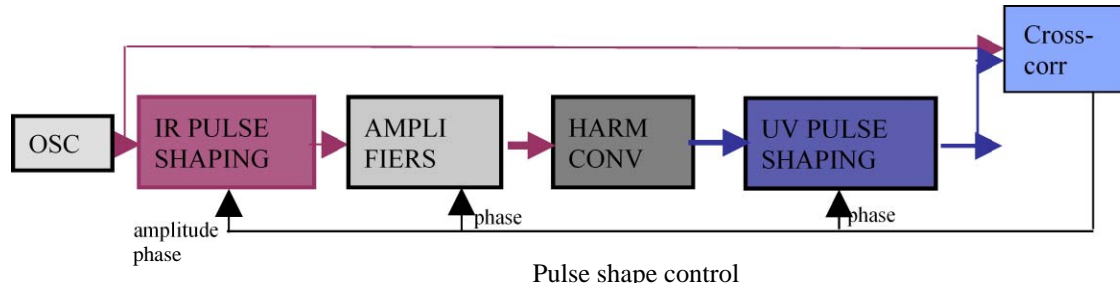 Cross-
corr
OSC
IR PULSE
SHAPING
AMPLI
FIERS
HARM
CONV
UV PULSE
SHAPING
amplitude
phase
phase
phase
Pulse shape control